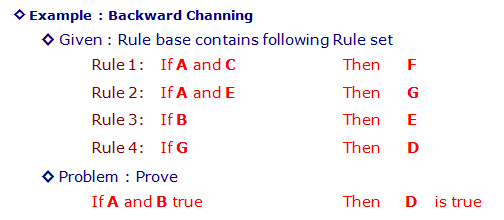 Example : Backward Channing
Given : Rule base contains following Rule set
Rule 1: If A and C Then F
Rule 2: If A and E Then G
Rule 3: If B Then E
Rule 4: If G Then D
Problem : Prove
If A and B true Then D is true